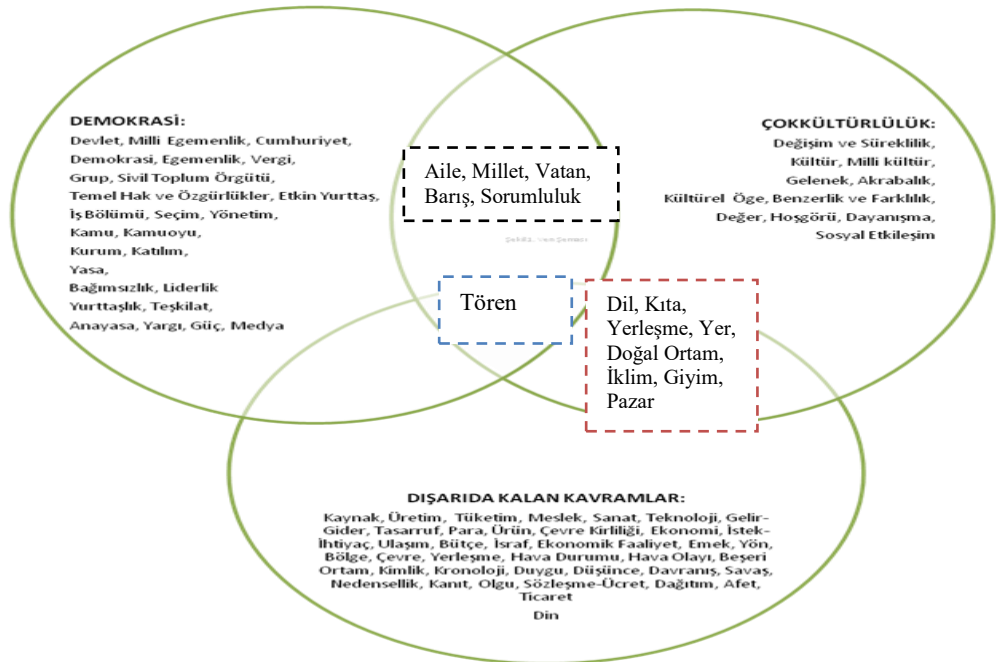 DEMOKRASİ:
Devlet, Milli Egemenlik, Cumhuriyet,
Demokrasi, Egemenlik, Vergi,
Grup, Sivil Toplum Örgütü,
Temel Hak ve Özgürlükler, Etkin Yurttaş,
İş Bölümü, Seçim, Yönetim,
Kamu, Kamuoyu,
Kurum, Katılım,
Yasa,
Bağımsızlık, Liderlik
Yurttaşlık, Teşkilat,
Anayasa, Yargı, Güç, Medya
Aile, Millet, Vatan,
Barış, Sorumluluk
ÇOKKÜLTÜRLÜLÜK:
Değişim ve Süreklilik,
Kültür, Milli kültür,
Gelenek, Akrabalık,
Kültürel Öge, Benzerlik ve Farklılık,
Değer, Hoşgörü, Dayanışma,
Sosyal Etkileşim
Tören
Dil, Kıta,
Yerleşme, Yer,
Doğal Ortam,
İklim, Giyim,
Pazar
DIŞARIDA KALAN KAVRAMLAR:
Kaynak, Üretim, Tüketim, Meslek, Sanat, Teknoloji, Gelir-
Gider, Tasarruf, Para, Ürün, Çevre Kirliliği, Ekonomi, İstek-
İhtiyaç, Ulaşım, Bütçe, İsraf, Ekonomik Faaliyet, Emek, Yön,
Bölge, Çevre, Yerleşme, Hava Durumu, Hava Olayı, Beşeri
Ortam, Kimlik, Kronoloji, Duygu, Düşünce, Davranış, Savaş,
Nedensellik, Kanıt, Olgu, Sözleşme-Ücret, Dağıtım, Afet,
Ticaret
Din